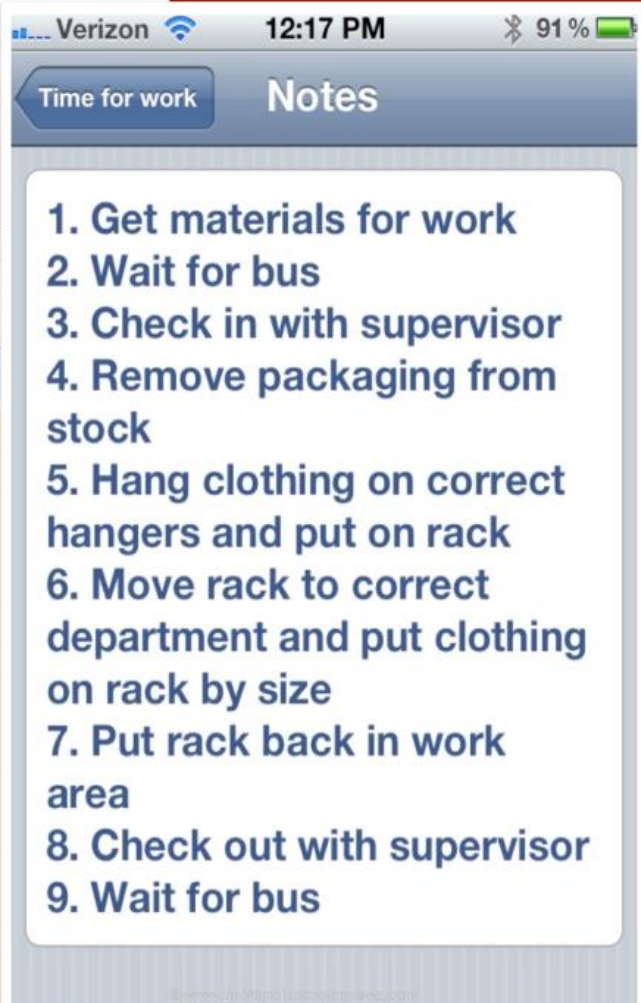 Verizon 12:17 PM 91%
Time for work Notes
1. Get materials for work
2. Wait for bus
3. Check in with supervisor
4. Remove packaging from
stock
5. Hang clothing on correct
hangers and put on rack
6. Move rack to correct
department and put clothing
on rack by size
7. Put rack back in work
area
8. Check out with supervisor
9. Wait for bus